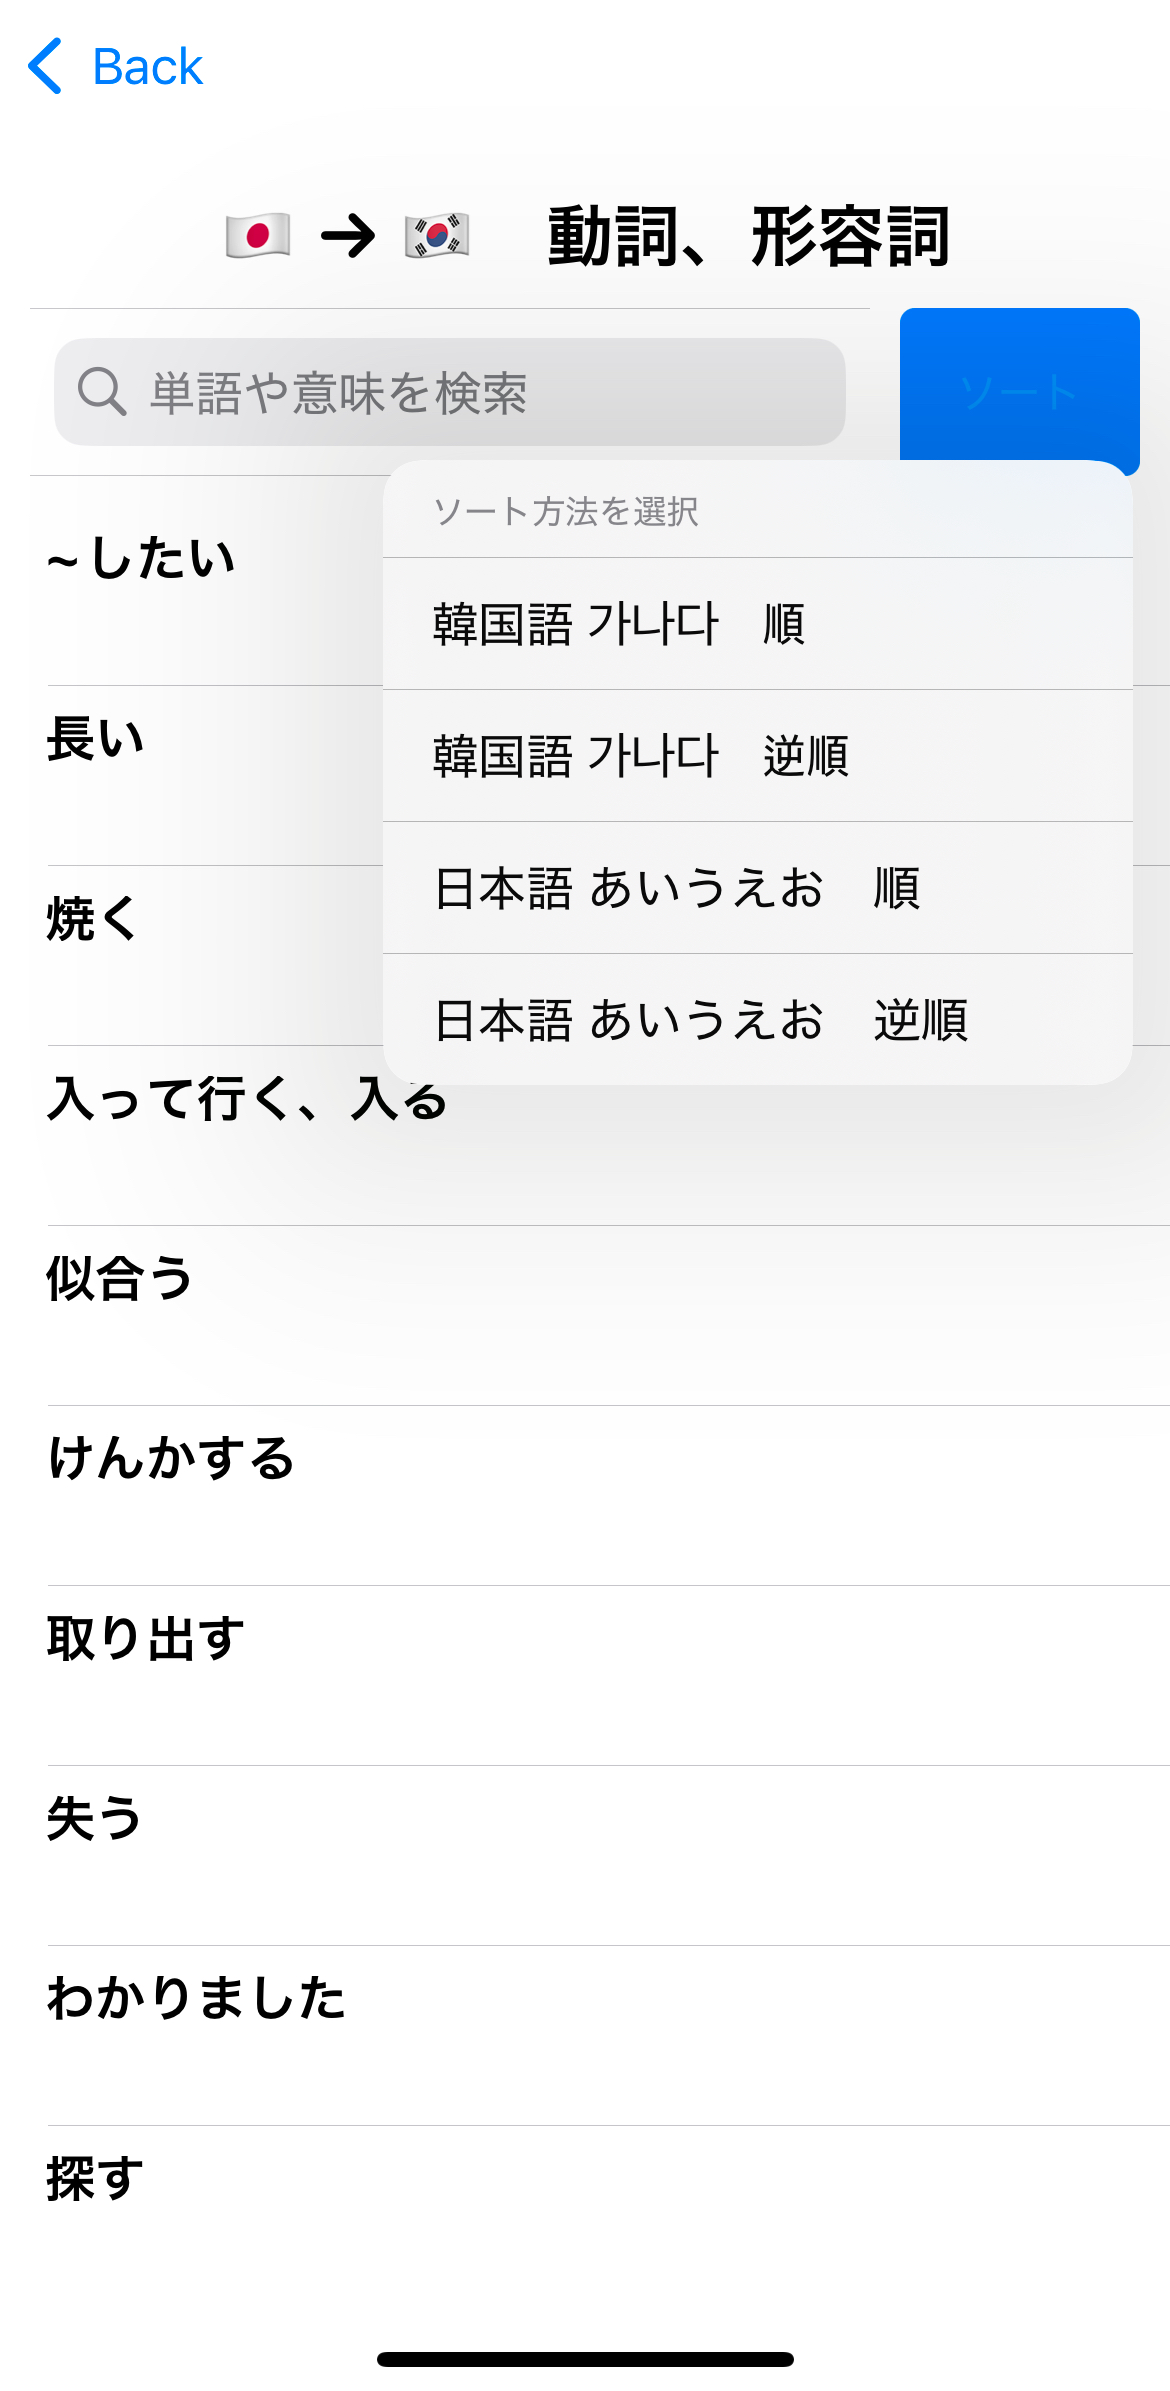 Back
🇯🇵 → 🇰🇷　動詞、形容詞
単語や意味を検索
ソート
ソート方法を選択
韓国語 가나다　順
韓国語 가나다　逆順
日本語 あいうえお　順
日本語 あいうえお　逆順
~したい
長い
焼く
入って行く、入る
似合う
けんかする
取り出す
失う
わかりました
探す